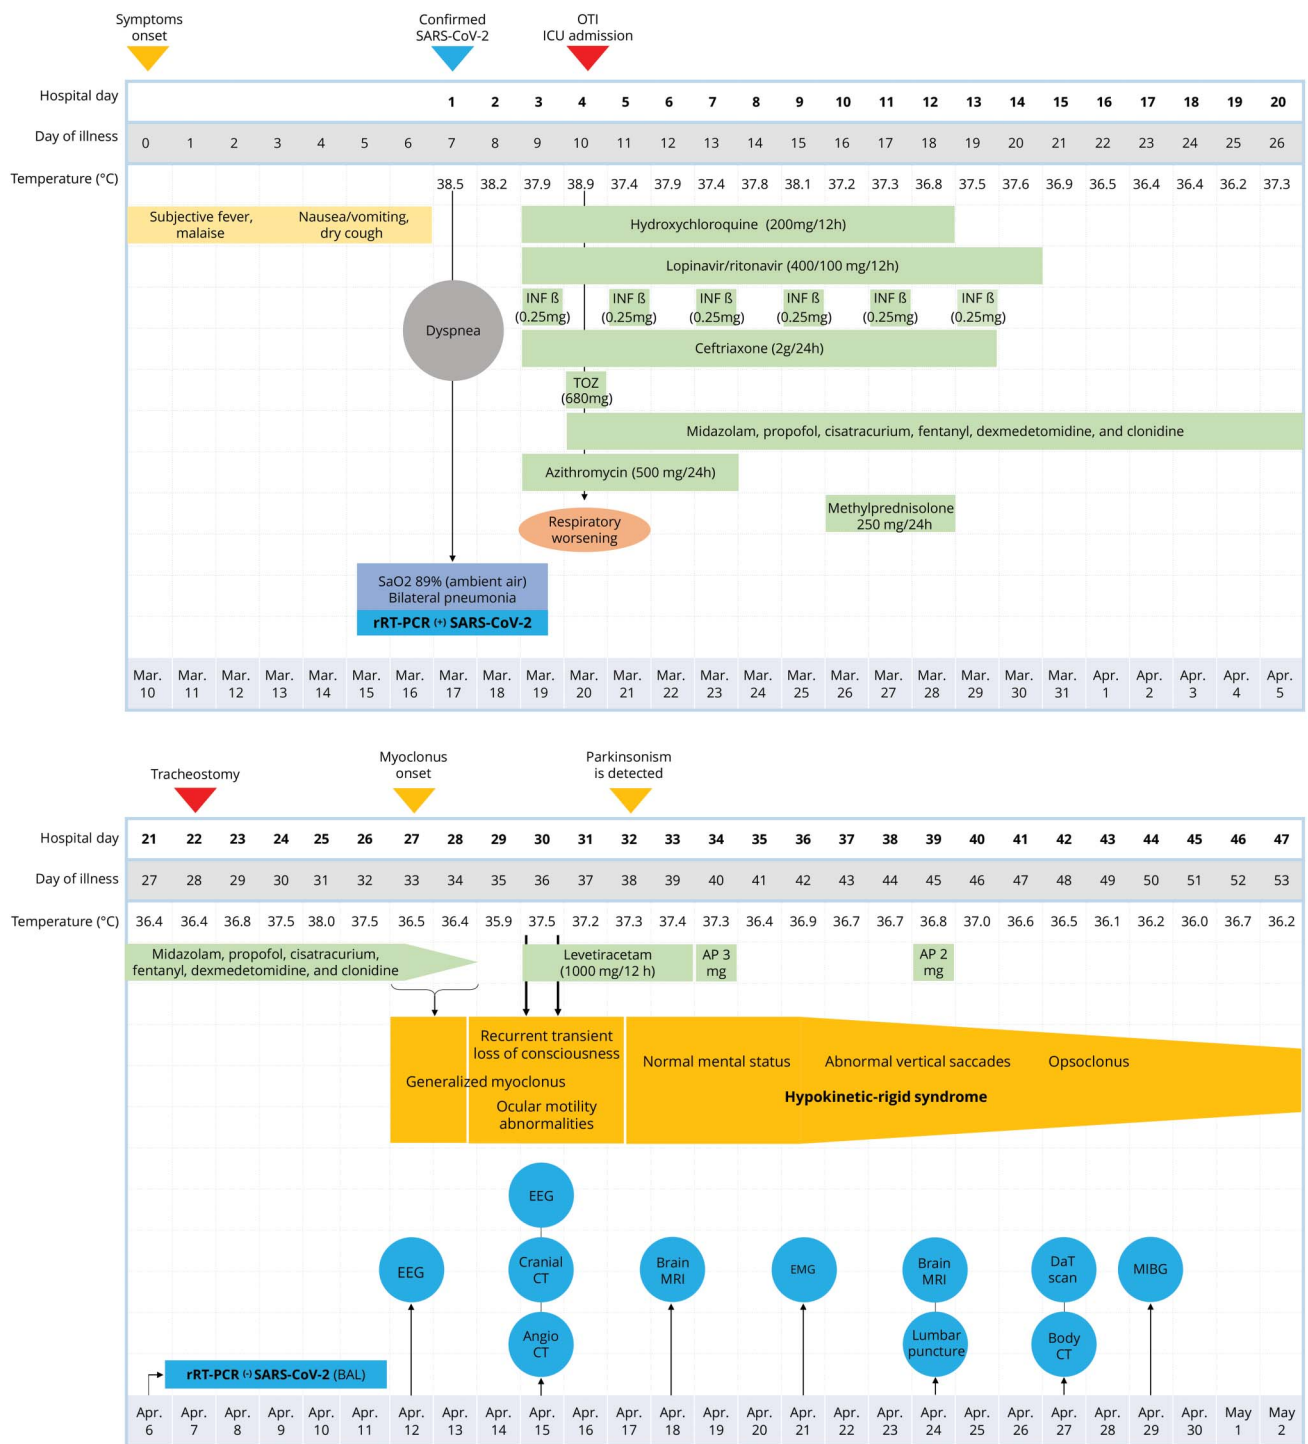 Symptoms
onset
Confirmed
SARS-CoV-2
OTI
ICU admission
Hospital day 1 2 3 4 5 6 7 8 9 10 11 12 13 14 15 16 17 18 19 20
Day of illness 0 1 2 3 4 5 6 7 8 9 10 11 12 13 14 15 16 17 18 19 20 21 22 23 24 25 26
Temperature (°C) 38.5 38.2 37.9 38.9 37.4 37.9 37.4 37.8 38.1 37.2 37.3 36.8 37.5 37.6 36.9 36.5 36.4 36.4 36.2 37.3
Subjective fever,
malaise
Nausea/vomiting,
dry cough
Hydroxychloroquine (200mg/12h)
Lopinavir/ritonavir (400/100 mg/12h)
INF ß INF ß INF ß INF ß INF ß INF ß
(0.25mg) (0.25mg) (0.25mg) (0.25mg) (0.25mg) (0.25mg)
Dyspnea
Ceftriaxone (2g/24h)
TOZ
(680mg)
Midazolam, propofol, cisatracurium, fentanyl, dexmedetomidine, and clonidine
Azithromycin (500 mg/24h)
Methylprednisolone
250 mg/24h
Respiratory
worsening
SaO2 89% (ambient air)
Bilateral pneumonia
rRT-PCR (+) SARS-CoV-2
Mar. Mar. Mar. Mar. Mar. Mar. Mar. Mar. Mar. Mar. Mar. Mar. Mar. Mar. Mar. Mar. Mar. Mar. Mar. Mar. Mar. Mar. Apr. Apr. Apr. Apr. Apr.
10 11 12 13 14 15 16 17 18 19 20 21 22 23 24 25 26 27 28 29 30 31 1 2 3 4 5
Tracheostomy
Myoclonus
onset
Parkinsonism
is detected
Hospital day 21 22 23 24 25 26 27 28 29 30 31 32 33 34 35 36 37 38 39 40 41 42 43 44 45 46 47
Day of illness 27 28 29 30 31 32 33 34 35 36 37 38 39 40 41 42 43 44 45 46 47 48 49 50 51 52 53
Temperature (°C) 36.4 36.4 36.8 37.5 38.0 37.5 36.5 36.4 35.9 37.5 37.2 37.3 37.4 37.3 36.4 36.9 36.7 36.7 36.8 37.0 36.6 36.5 36.1 36.2 36.0 36.7 36.2
Midazolam, propofol, cisatracurium,
fentanyl, dexmedetomidine, and clonidine
Levetiracetam
(1000 mg/12 h)
AP 3
mg
AP 2
mg
Recurrent transient
loss of consciousness
Generalized myoclonus
Ocular motility
abnormalities
Normal mental status
Abnormal vertical saccades
Opsoclonus
Hypokinetic-rigid syndrome
EEG
EEG
Cranial
CT
Angio
CT
Brain
MRI
EMG
Brain
MRI
Lumbar
puncture
DaT
scan
Body
CT
MIBG
rRT-PCR (-) SARS-CoV-2 (BAL)
Apr. Apr. Apr. Apr. Apr. Apr. Apr. Apr. Apr. Apr. Apr. Apr. Apr. Apr. Apr. Apr. Apr. Apr. Apr. Apr. Apr. Apr. Apr. Apr. Apr. May May
6 7 8 9 10 11 12 13 14 15 16 17 18 19 20 21 22 23 24 25 26 27 28 29 30 1 2